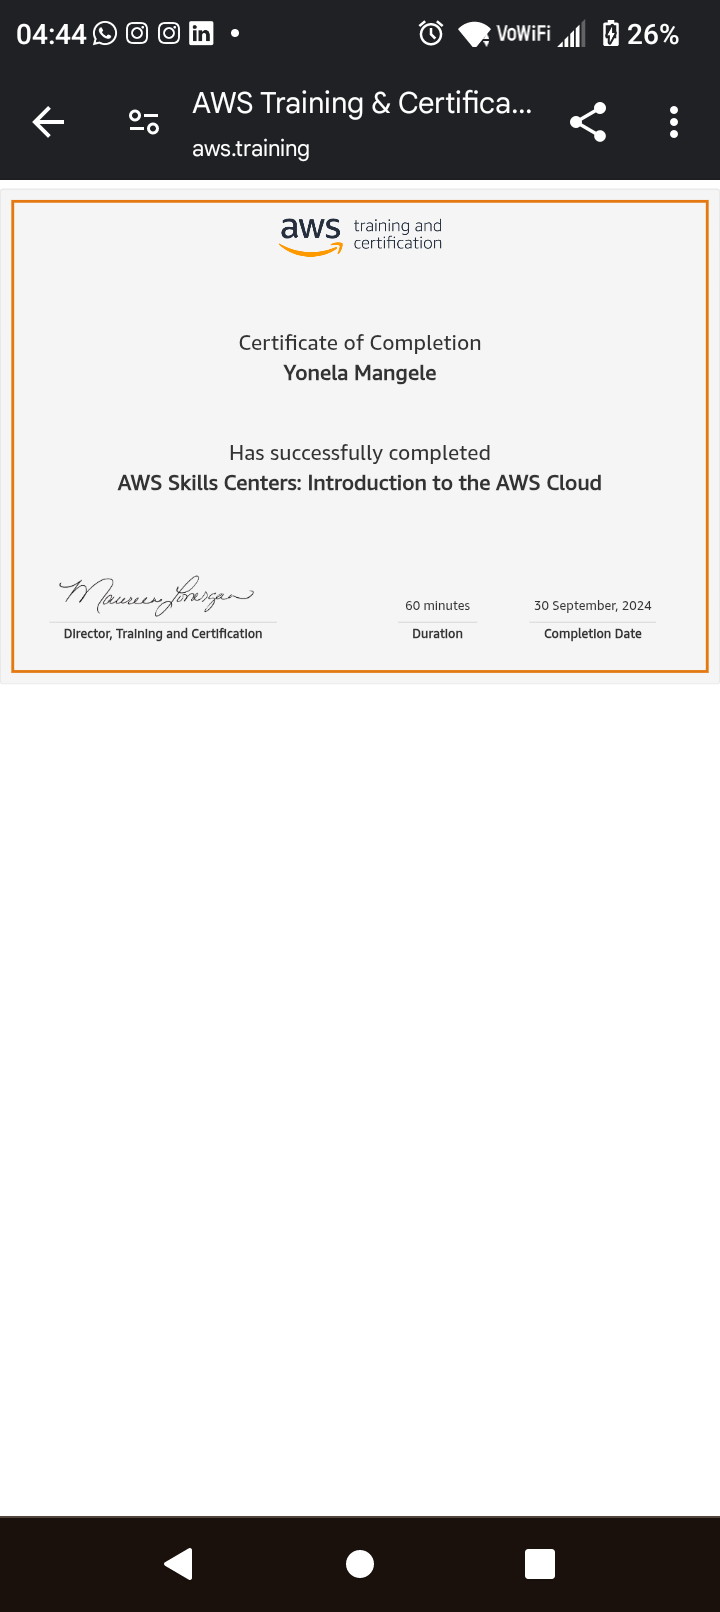 04:44 VoWiFi 26%
AWS Training & Certifica...
aws.training
aws training and
certification
Certificate of Completion
Yonela Mangele
Has successfully completed
AWS Skills Centers: Introduction to the AWS Cloud
Maureen Lonergan
60 minutes
30 September, 2024
Director, Training and Certification
Duration
Completion Date